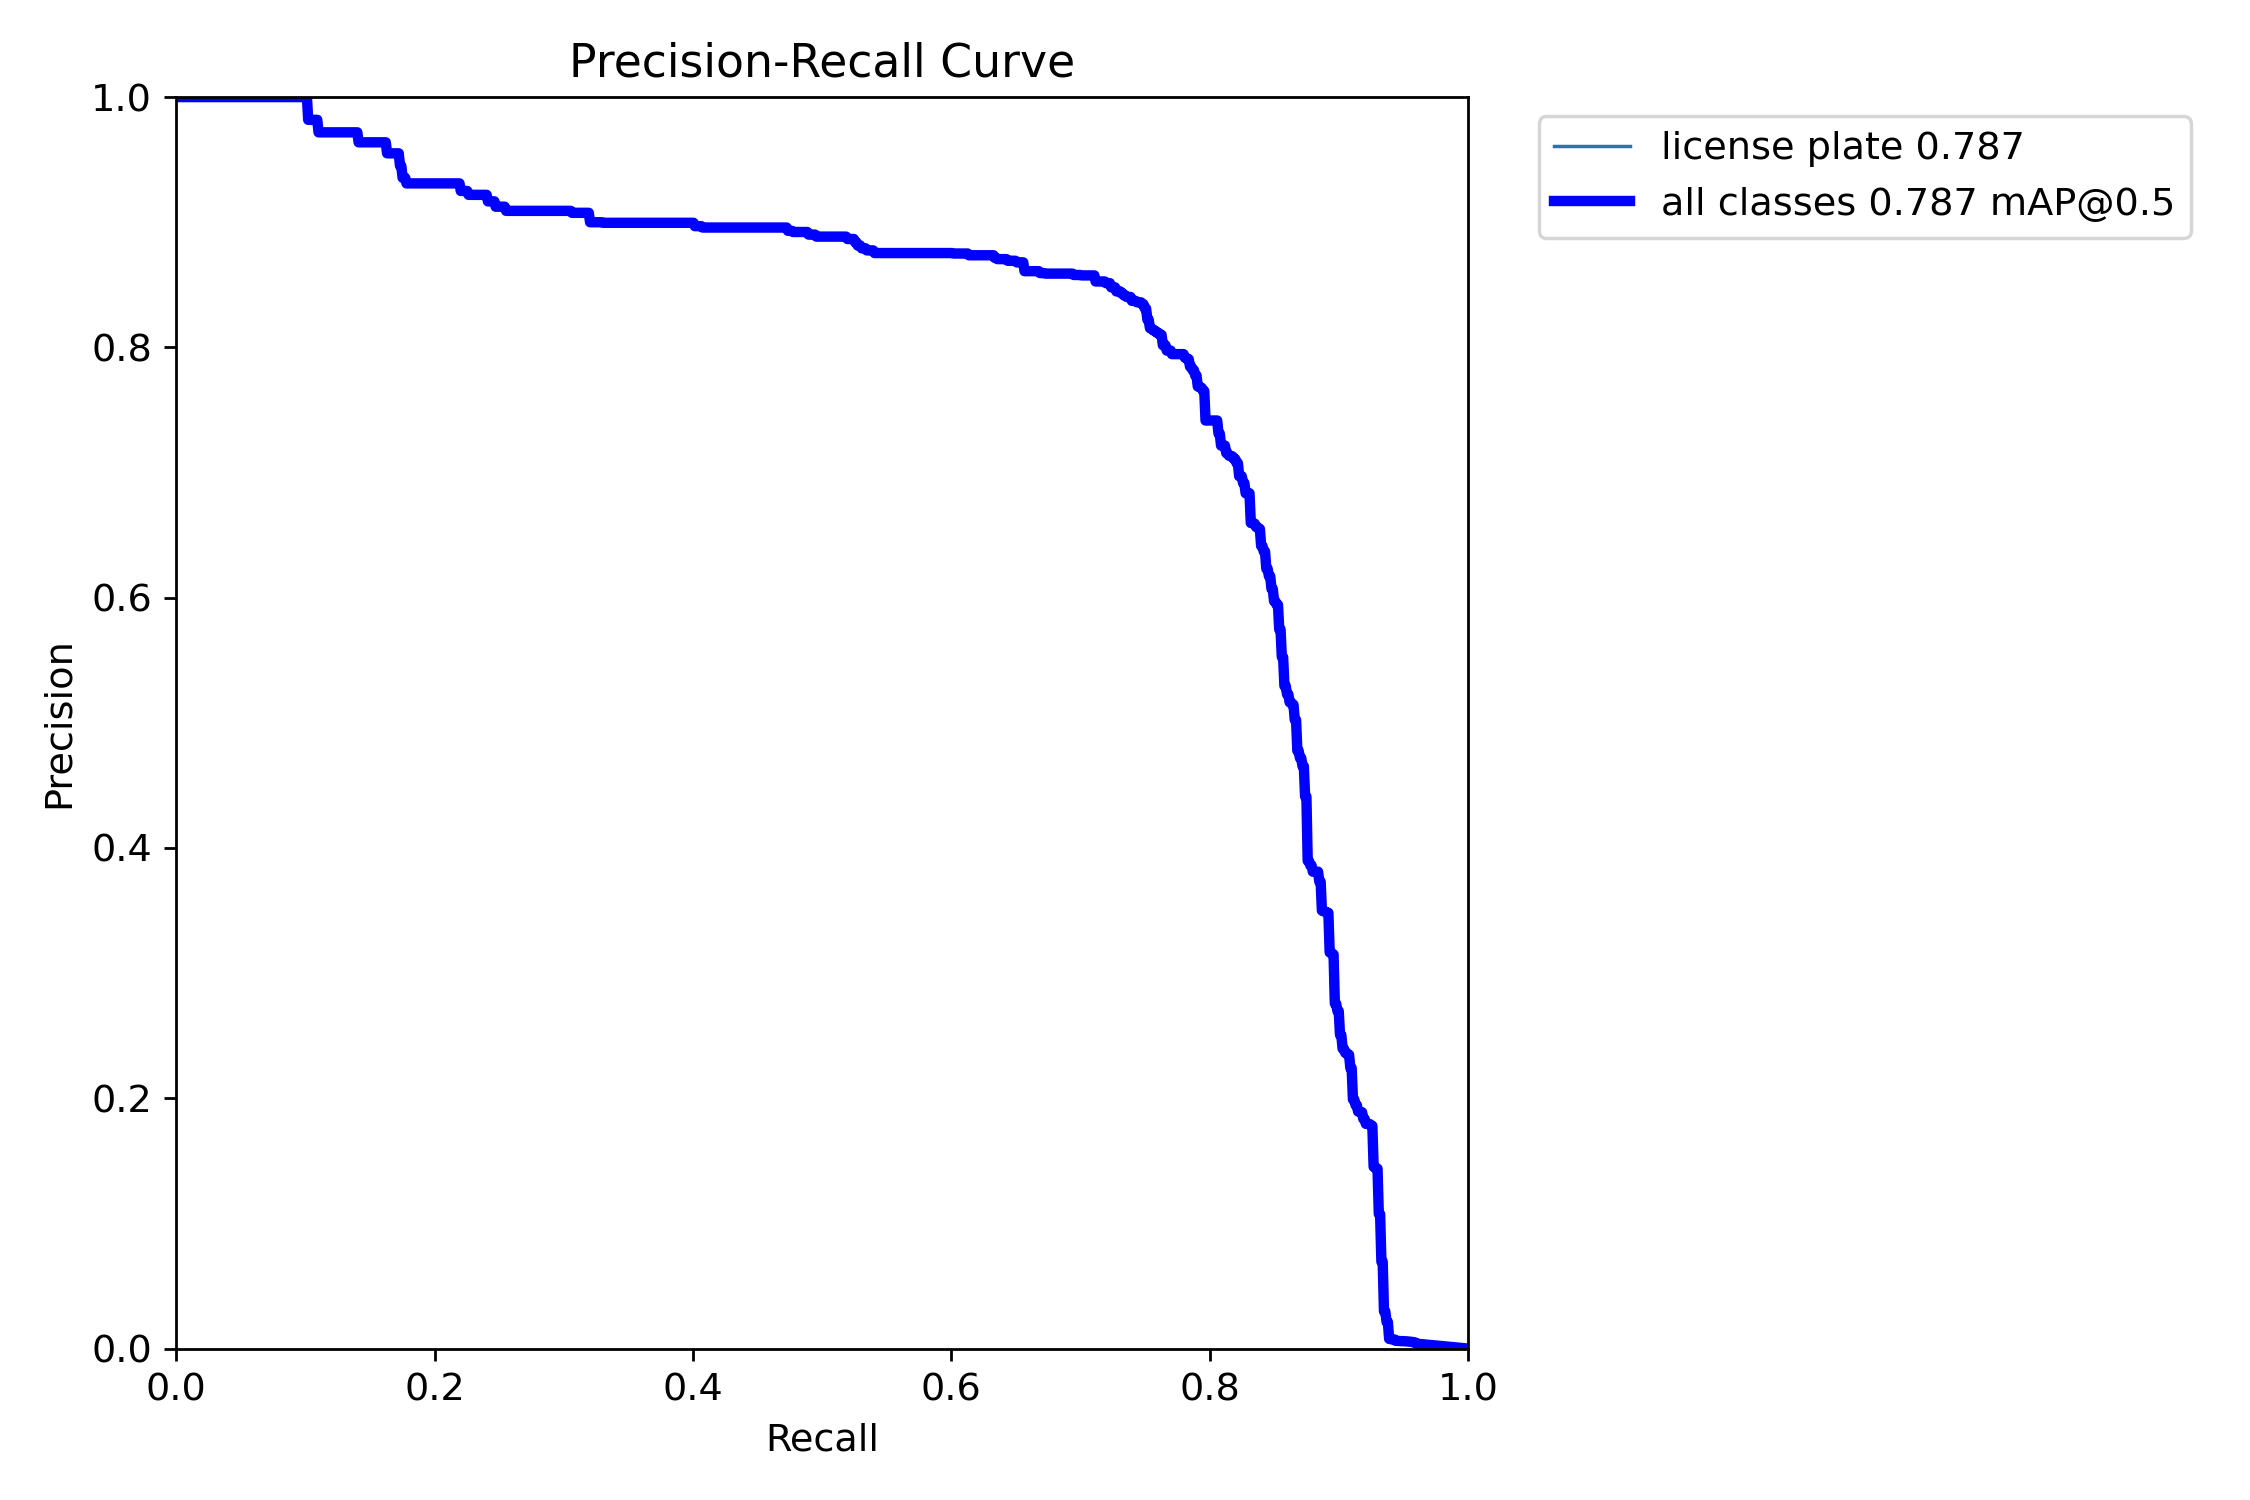 Precision-Recall Curve
1.0
0.8
0.6
0.4
0.2
0.0
Precision
0.0 0.2 0.4 0.6 0.8 1.0
Recall
license plate 0.787
all classes 0.787 mAP@0.5